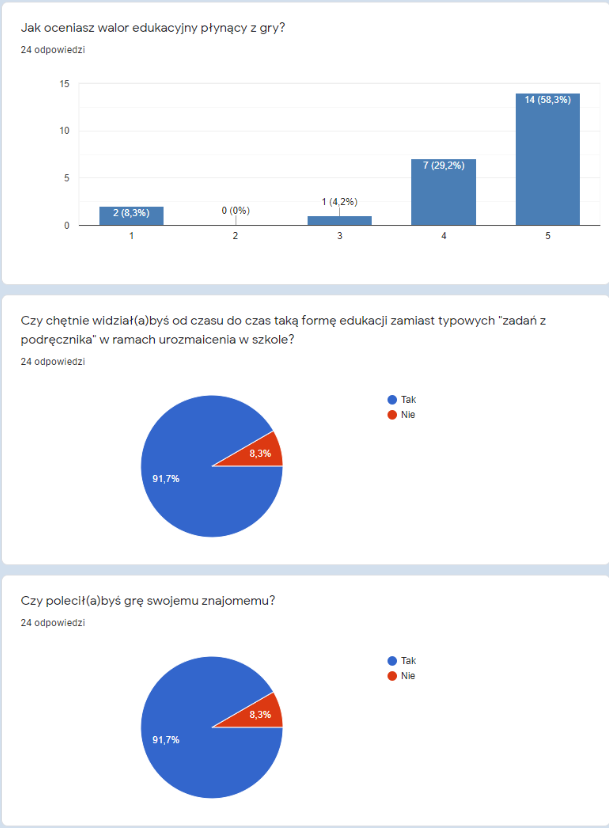 Jak oceniasz walor edukacyjny płynący z gry?
24 odpowiedzi
15
10
5
0
2 (8,3%)
0 (0%)
1 (4,2%)
7 (29,2%)
14 (58,3%)
1
2
3
4
5
Czy chętnie widział(a)byś od czasu do czas taką formę edukacji zamiast typowych "zadań z
podręcznika" w ramach urozmaicenia w szkole?
24 odpowiedzi
Tak
Nie
8,3%
91,7%
Czy polecił(a)byś grę swojemu znajomemu?
24 odpowiedzi
Tak
Nie
8,3%
91,7%